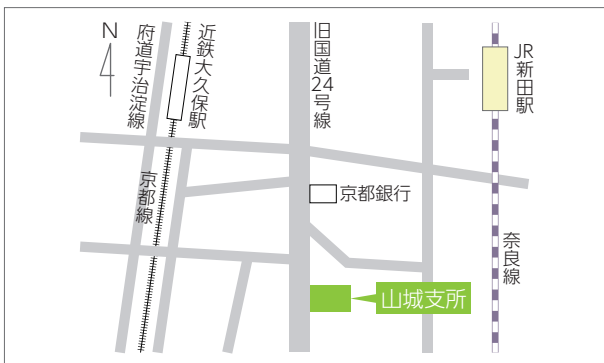 N
府道宇治淀線
近鉄大久保駅
旧国道24号線
JR新田駅
京都線
京都銀行
奈良線
山城支所